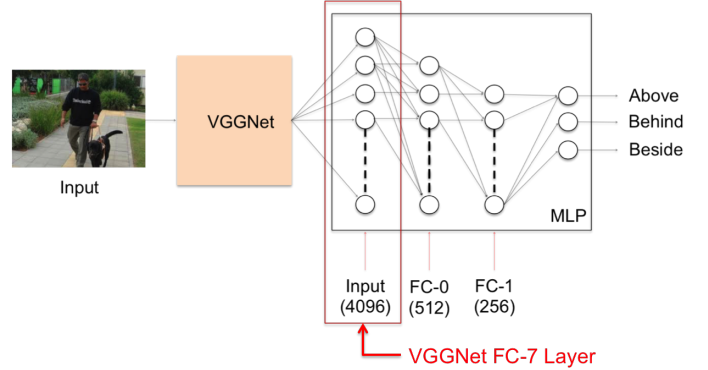 VGGNet
Above
Behind
Beside
Input
MLP
Input
(4096)
FC-0
(512)
FC-1
(256)
VGGNet FC-7 Layer